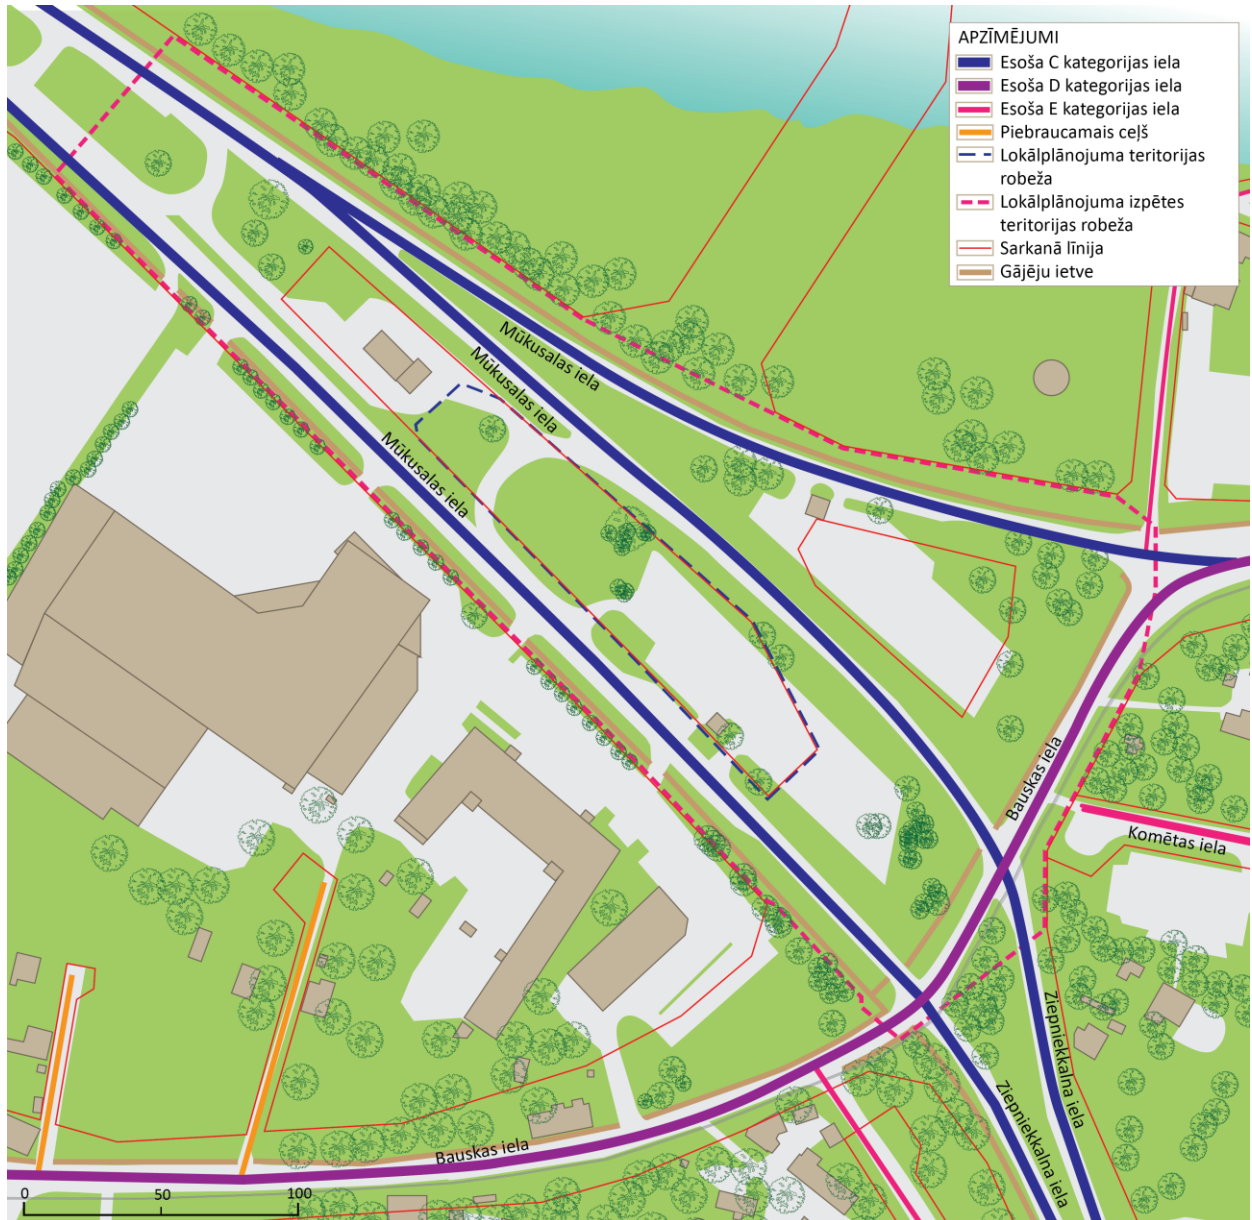 APZĪMĒJUMI
Esoša C kategorijas iela
Esoša D kategorijas iela
Esoša E kategorijas iela
Piebraucamais ceļš
Lokālplānojuma teritorijas
robeža
Lokālplānojuma izpētes
teritorijas robeža
Sarkanā līnija
Gājēju ietve
Mūkusalas iela
Mūkusalas iela
Mūkusalas iela
Bauskas iela
Komētas iela
Ziepniekkalna iela
Ziepniekkalna iela
Bauskas iela
0 50 100